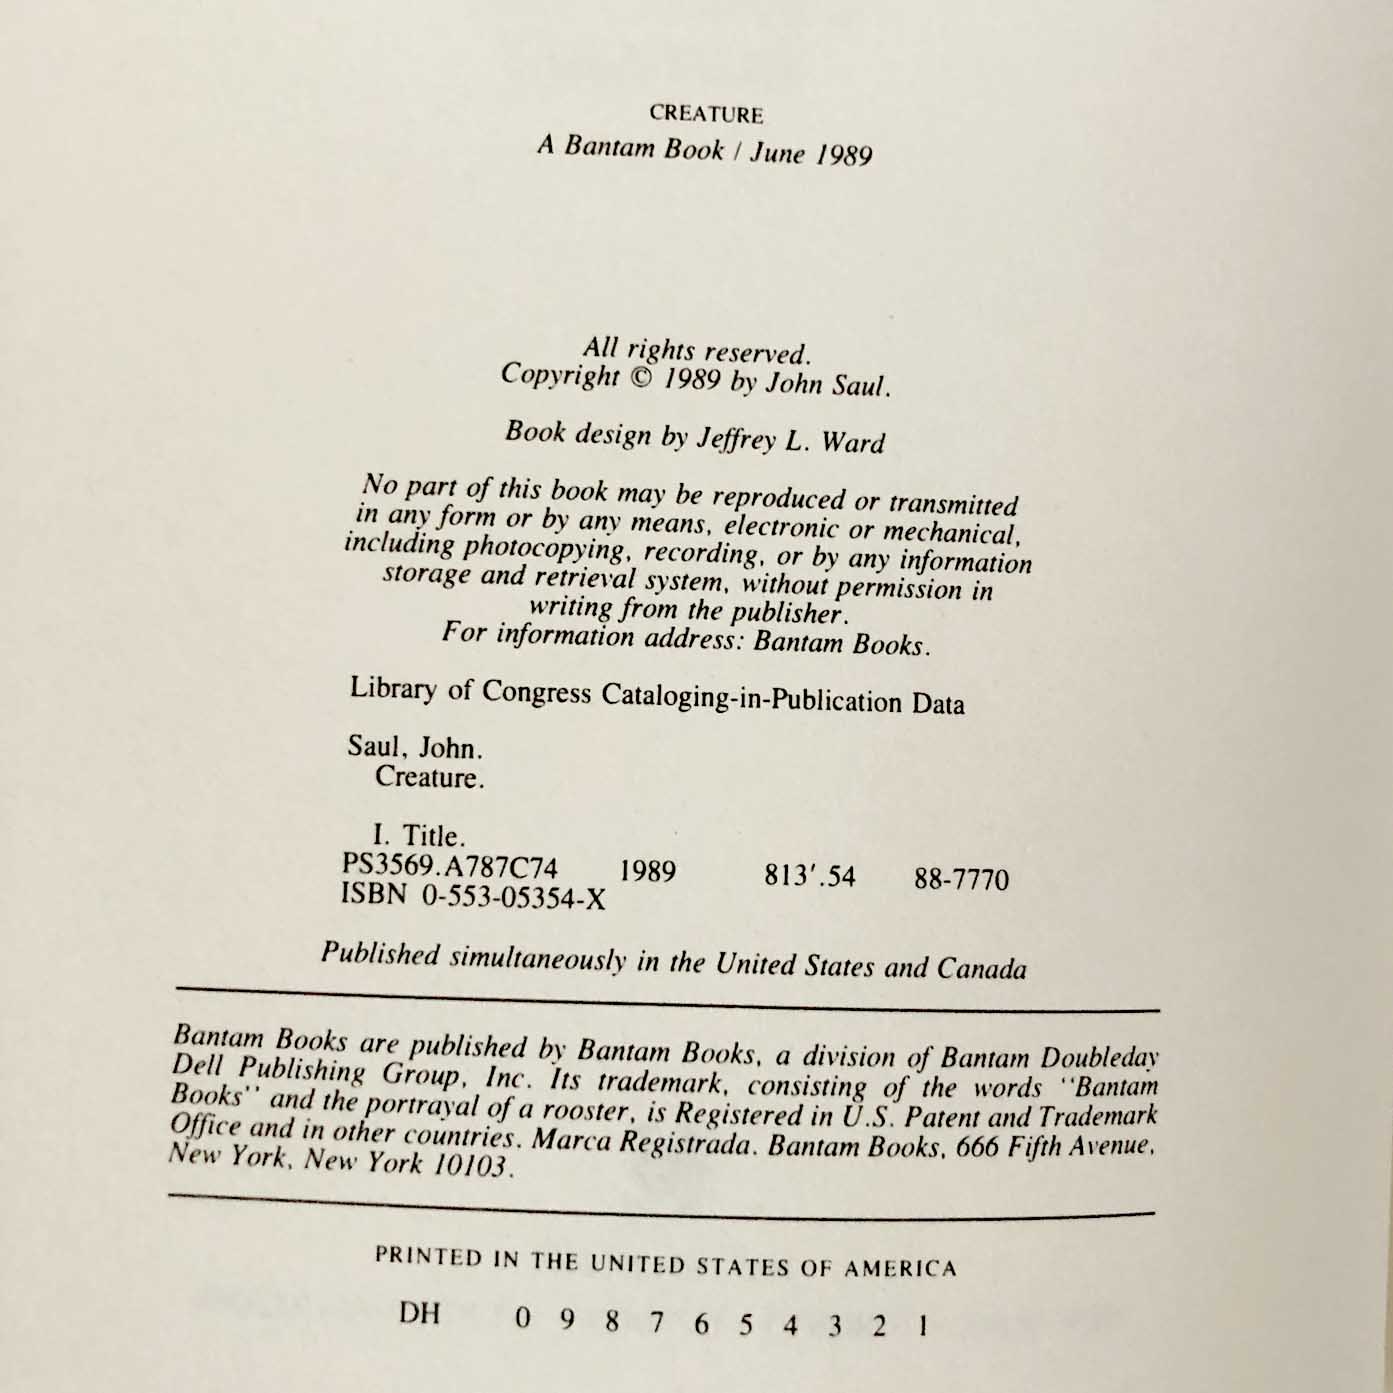 CREATURE
A Bantam Book / June 1989
All rights reserved.
Copyright © 1989 by John Saul.
Book design by Jeffrey L. Ward
No part of this book may be reproduced or transmitted
in any form or by any means, electronic or mechanical,
including photocopying, recording, or by any information
storage and retrieval system, without permission in
writing from the publisher.
For information address: Bantam Books.
Library of Congress Cataloging-in-Publication Data
Saul, John.
Creature.
I. Title.
PS3569.A787C74 1989 813'.54 88-7770
ISBN 0-553-05354-X
Published simultaneously in the United States and Canada
Bantam Books are published by Bantam Books, a division of Bantam Doubleday
Dell Publishing Group, Inc. Its trademark, consisting of the words "Bantam
Books" and the portrayal of a rooster, is Registered in U.S. Patent and Trademark
Office and in other countries. Marca Registrada. Bantam Books, 666 Fifth Avenue,
New York, New York 10103.
PRINTED IN THE UNITED STATES OF AMERICA
DH 0 9 8 7 6 5 4 3 2 1